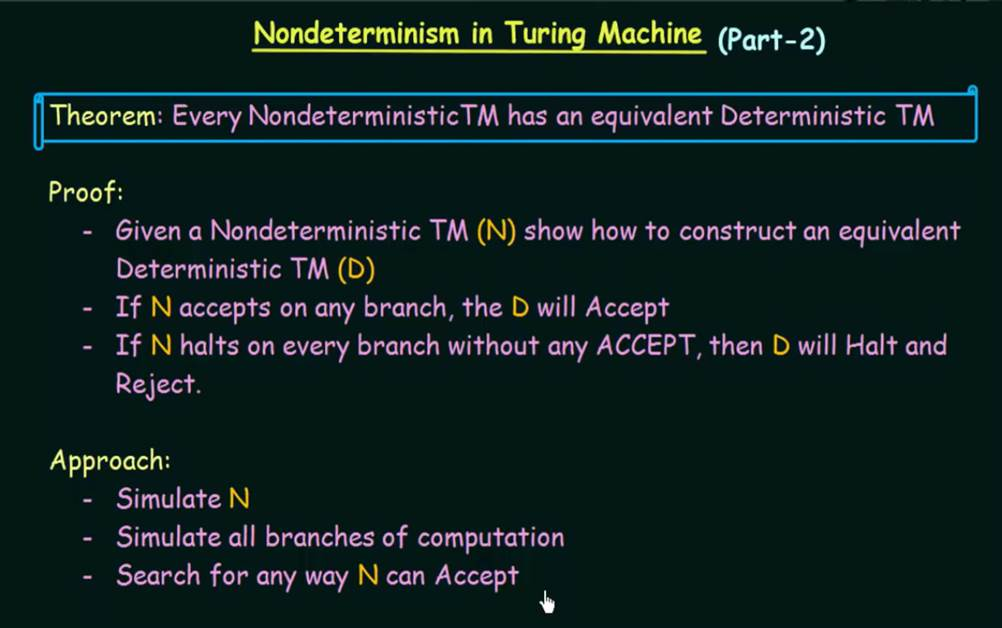 Nondeterminism in Turing Machine (Part-2)
Theorem: Every NondeterministicTM has an equivalent Deterministic TM
Proof:
- Given a Nondeterministic TM (N) show how to construct an equivalent
Deterministic TM (D)
- If N accepts on any branch, the D will Accept
- If N halts on every branch without any ACCEPT, then D will Halt and
Reject.
Approach:
- Simulate N
- Simulate all branches of computation
- Search for any way N can Accept